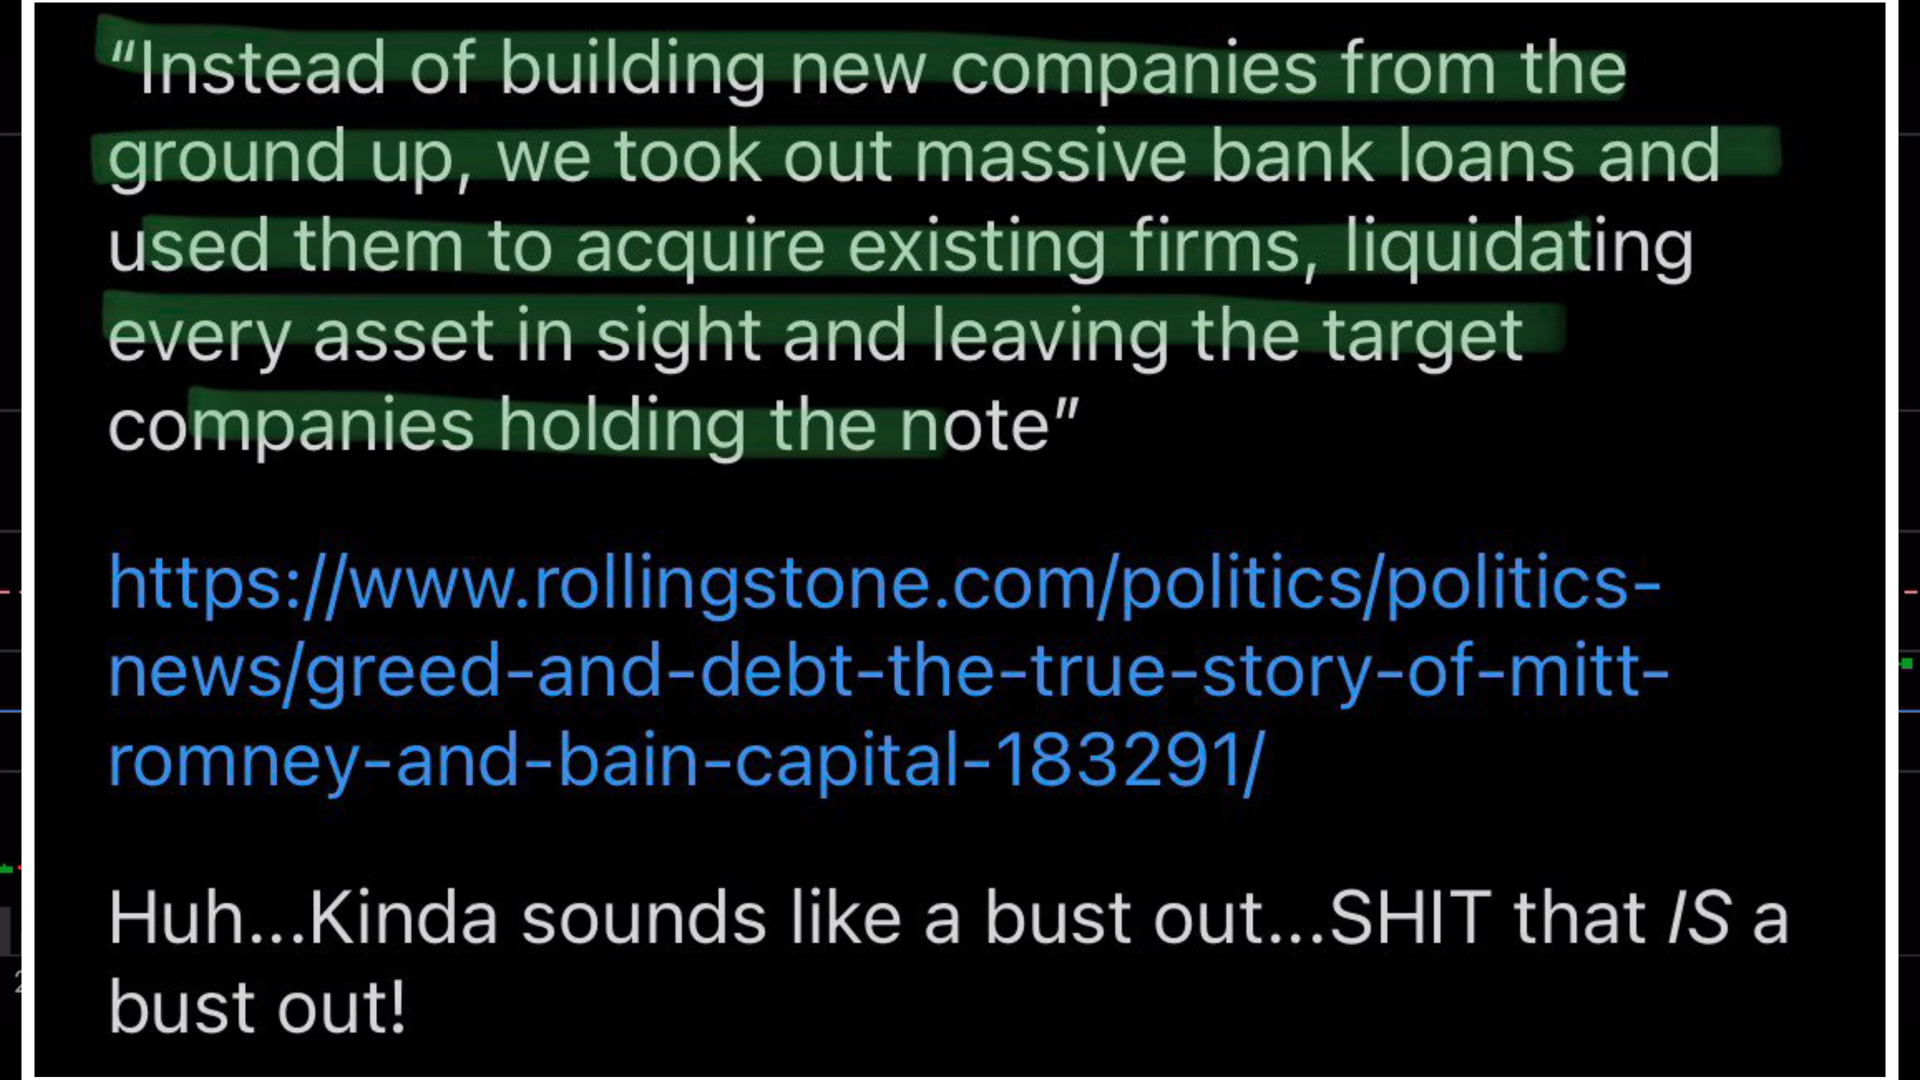 “Instead of building new companies from the
ground up, we took out massive bank loans and
used them to acquire existing firms, liquidating
every asset in sight and leaving the target
companies holding the note”
https://www.rollingstone.com/politics/politics-
news/greed-and-debt-the-true-story-of-mitt-
romney-and-bain-capital-183291/
Huh...Kinda sounds like a bust out...SHIT that IS a
bust out!